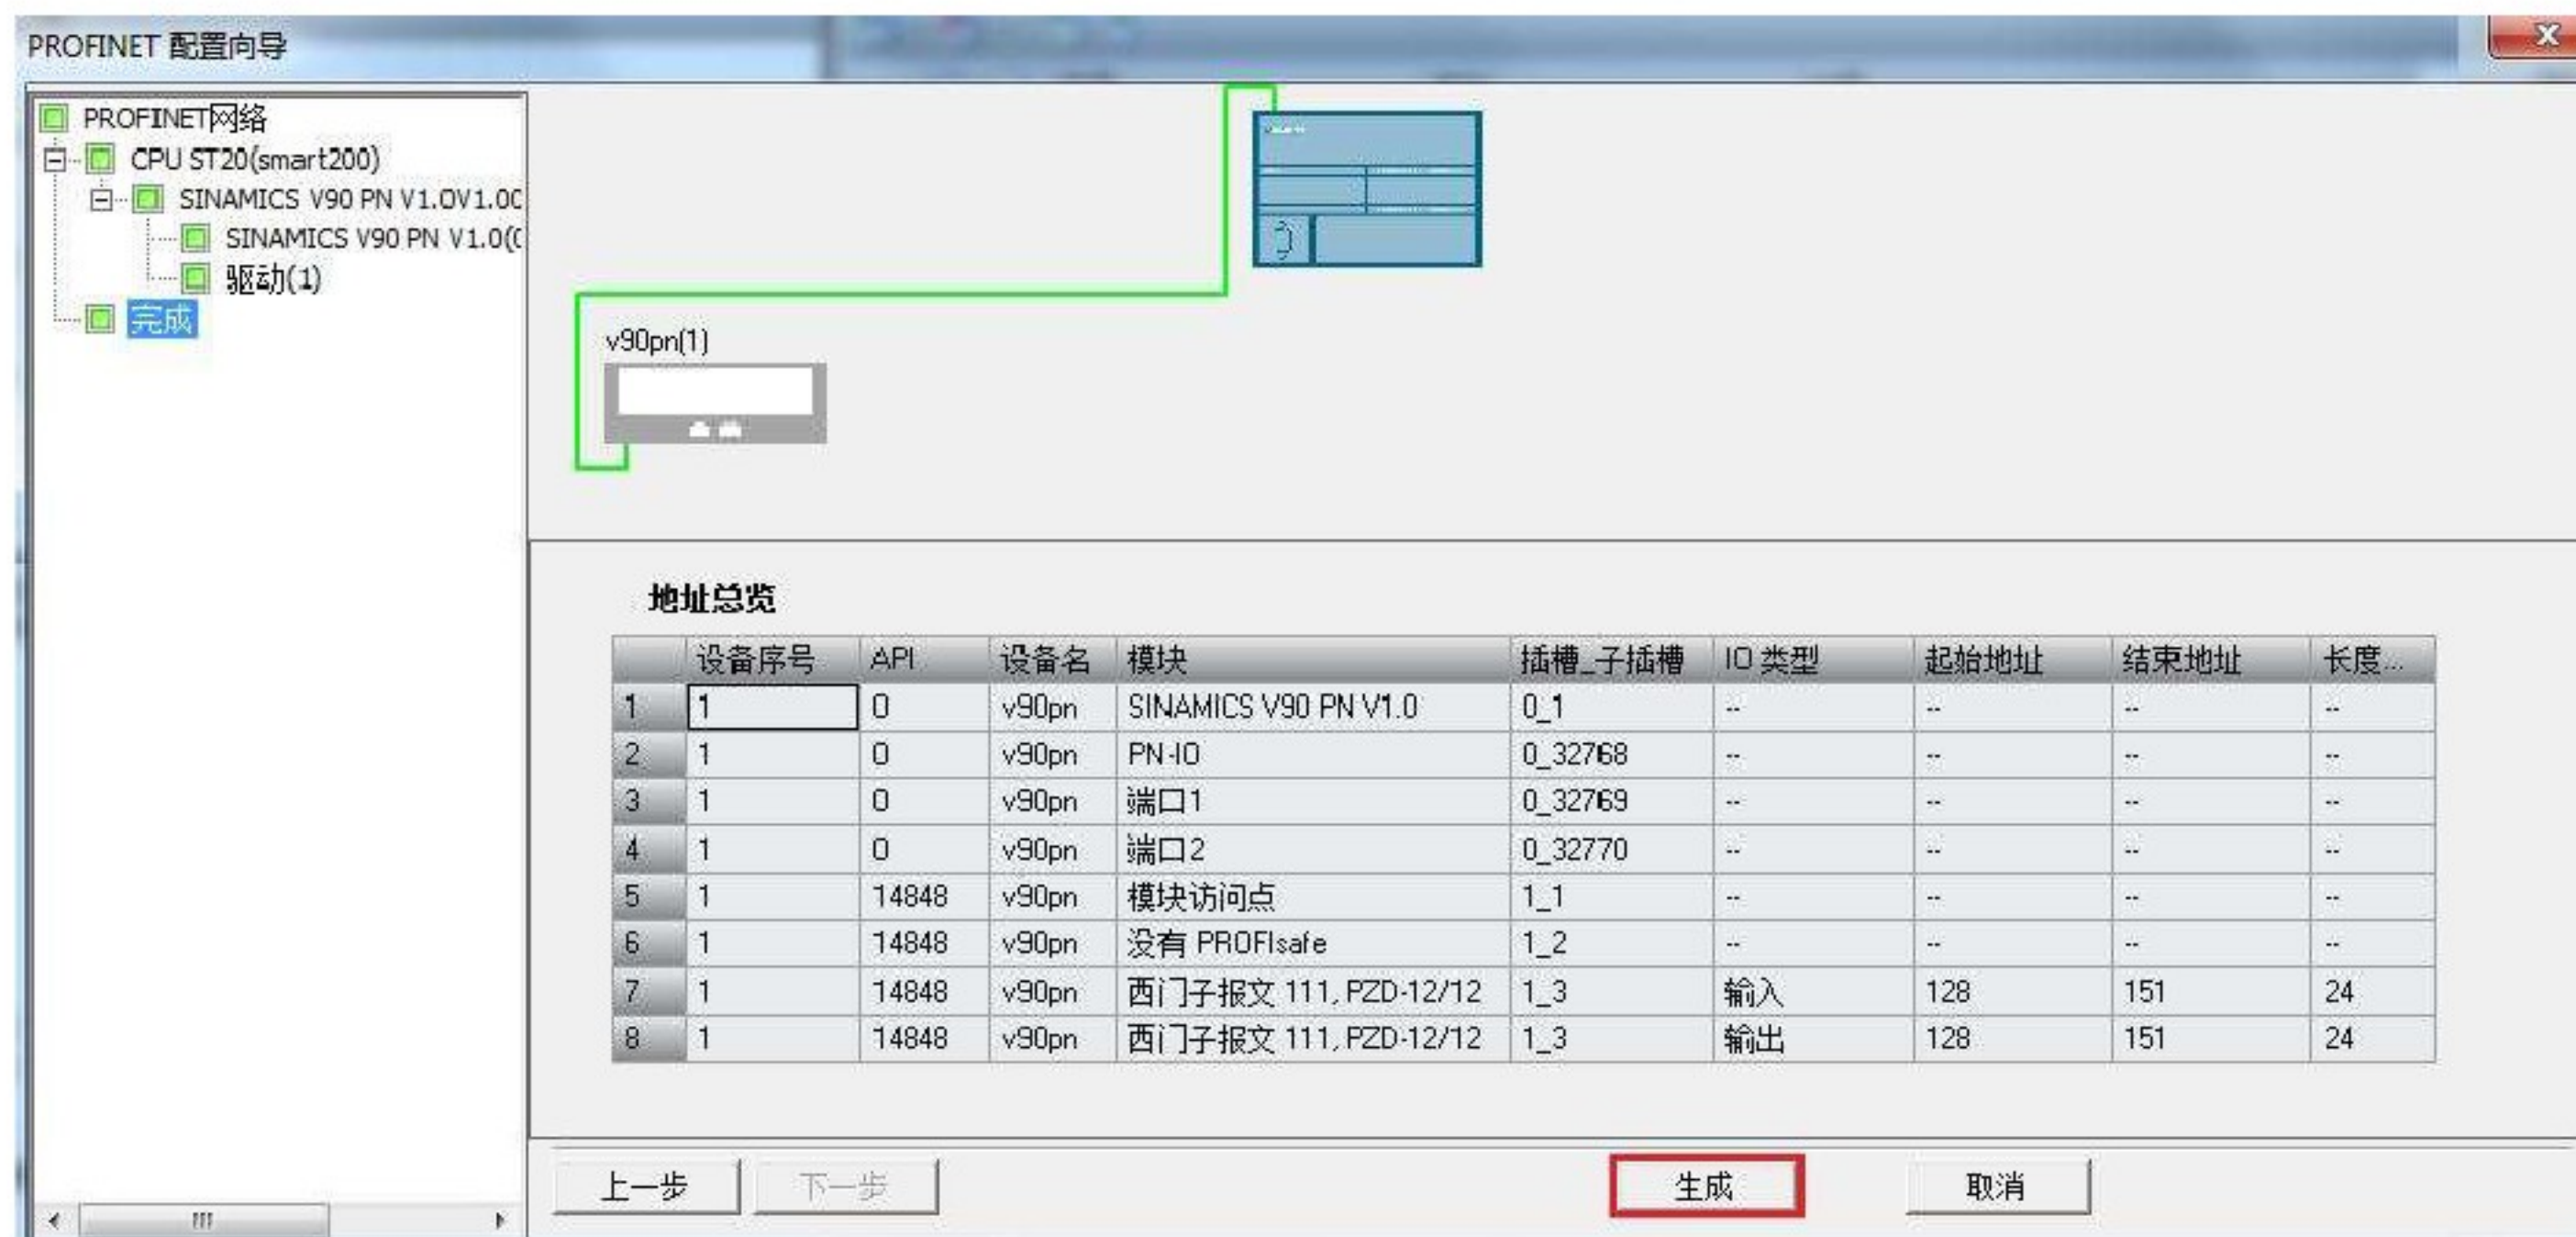 PROFINET 配置向导
PROFINET网络
CPU ST20(smart200)
SINAMICS V90 PN V1.0V1.00
SINAMICS V90 PN V1.0(0
驱动(1)
完成
v90pn(1)
地址总览
设备序号 API 设备名 模块 插槽_子插槽 IO 类型 起始地址 结束地址 长度...
1 1 0 v90pn SINAMICS V90 PN V1.0 0_1 -- -- -- --
2 1 0 v90pn PN-IO 0_32768 -- -- -- --
3 1 0 v90pn 端口1 0_32769 -- -- -- --
4 1 0 v90pn 端口2 0_32770 -- -- -- --
5 1 14848 v90pn 模块访问点 1_1 -- -- -- --
6 1 14848 v90pn 没有 PROFIsafe 1_2 -- -- -- --
7 1 14848 v90pn 西门子报文 111, PZD-12/12 1_3 输入 128 151 24
8 1 14848 v90pn 西门子报文 111, PZD-12/12 1_3 输出 128 151 24
上一步 下一步 生成 取消